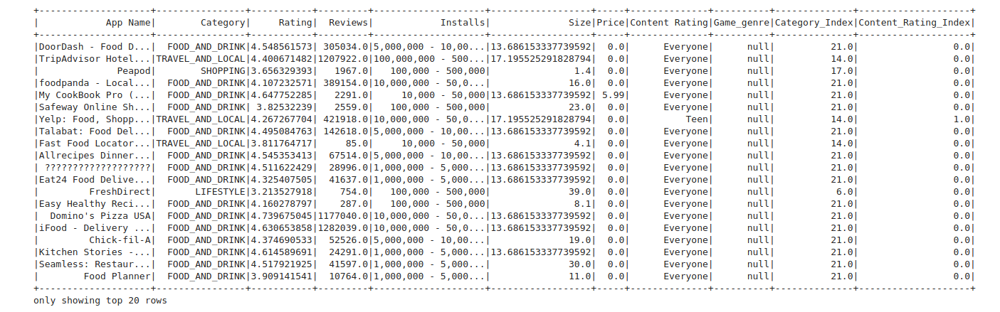 +--------------------+----------------+-----------+---------+--------------------+------------------+-----+--------------+----------+--------------+--------------------+
|            App Name|        Category|     Rating|  Reviews|            Installs|              Size|Price|Content Rating|Game_genre|Category_Index|Content_Rating_Index|
+--------------------+----------------+-----------+---------+--------------------+------------------+-----+--------------+----------+--------------+--------------------+
|DoorDash - Food D...|  FOOD_AND_DRINK|4.548561573| 305034.0|5,000,000 - 10,00...|13.686153337739592|  0.0|      Everyone|      null|          21.0|                 0.0|
|TripAdvisor Hotel...|TRAVEL_AND_LOCAL|4.400671482|1207922.0|100,000,000 - 500...|17.195525291828794|  0.0|      Everyone|      null|          14.0|                 0.0|
|              Peapod|        SHOPPING|3.656329393|   1967.0|   100,000 - 500,000|               1.4|  0.0|      Everyone|      null|          17.0|                 0.0|
|foodpanda - Local...|  FOOD_AND_DRINK|4.107232571| 389154.0|10,000,000 - 50,0...|              16.0|  0.0|      Everyone|      null|          21.0|                 0.0|
|My CookBook Pro (...|  FOOD_AND_DRINK|4.647752285|   2291.0|     10,000 - 50,000|13.686153337739592| 5.99|      Everyone|      null|          21.0|                 0.0|
|Safeway Online Sh...|  FOOD_AND_DRINK| 3.82532239|   2559.0|   100,000 - 500,000|              23.0|  0.0|      Everyone|      null|          21.0|                 0.0|
|Yelp: Food, Shopp...|TRAVEL_AND_LOCAL|4.267267704| 421918.0|10,000,000 - 50,0...|17.195525291828794|  0.0|          Teen|      null|          14.0|                 1.0|
|Talabat: Food Del...|  FOOD_AND_DRINK|4.495084763| 142618.0|5,000,000 - 10,00...|13.686153337739592|  0.0|      Everyone|      null|          21.0|                 0.0|
|Fast Food Locator...|TRAVEL_AND_LOCAL|3.811764717|     85.0|     10,000 - 50,000|               4.1|  0.0|      Everyone|      null|          14.0|                 0.0|
|Allrecipes Dinner...|  FOOD_AND_DRINK|4.545353413|  67514.0|5,000,000 - 10,00...|13.686153337739592|  0.0|      Everyone|      null|          21.0|                 0.0|
| ???????????????????|  FOOD_AND_DRINK|4.511622429|  28996.0|1,000,000 - 5,000...|13.686153337739592|  0.0|      Everyone|      null|          21.0|                 0.0|
|Eat24 Food Delive...|  FOOD_AND_DRINK|4.325407505|  41637.0|1,000,000 - 5,000...|13.686153337739592|  0.0|      Everyone|      null|          21.0|                 0.0|
|         FreshDirect|       LIFESTYLE|3.213527918|    754.0|   100,000 - 500,000|              39.0|  0.0|      Everyone|      null|           6.0|                 0.0|
|Easy Healthy Reci...|  FOOD_AND_DRINK|4.160278797|    287.0|   100,000 - 500,000|               8.1|  0.0|      Everyone|      null|          21.0|                 0.0|
|  Domino's Pizza USA|  FOOD_AND_DRINK|4.739675045|1177040.0|10,000,000 - 50,0...|13.686153337739592|  0.0|      Everyone|      null|          21.0|                 0.0|
|iFood - Delivery ...|  FOOD_AND_DRINK|4.630653858|1282039.0|10,000,000 - 50,0...|13.686153337739592|  0.0|      Everyone|      null|          21.0|                 0.0|
|         Chick-fil-A|  FOOD_AND_DRINK|4.374690533|  52526.0|5,000,000 - 10,00...|              19.0|  0.0|      Everyone|      null|          21.0|                 0.0|
|Kitchen Stories -...|  FOOD_AND_DRINK|4.614589691|  24291.0|1,000,000 - 5,000...|13.686153337739592|  0.0|      Everyone|      null|          21.0|                 0.0|
|Seamless: Restaur...|  FOOD_AND_DRINK|4.517921925|  41597.0|1,000,000 - 5,000...|              30.0|  0.0|      Everyone|      null|          21.0|                 0.0|
|        Food Planner|  FOOD_AND_DRINK|3.909141541|  10764.0|1,000,000 - 5,000...|              11.0|  0.0|      Everyone|      null|          21.0|                 0.0|
+--------------------+----------------+-----------+---------+--------------------+------------------+-----+--------------+----------+--------------+--------------------+
only showing top 20 rows